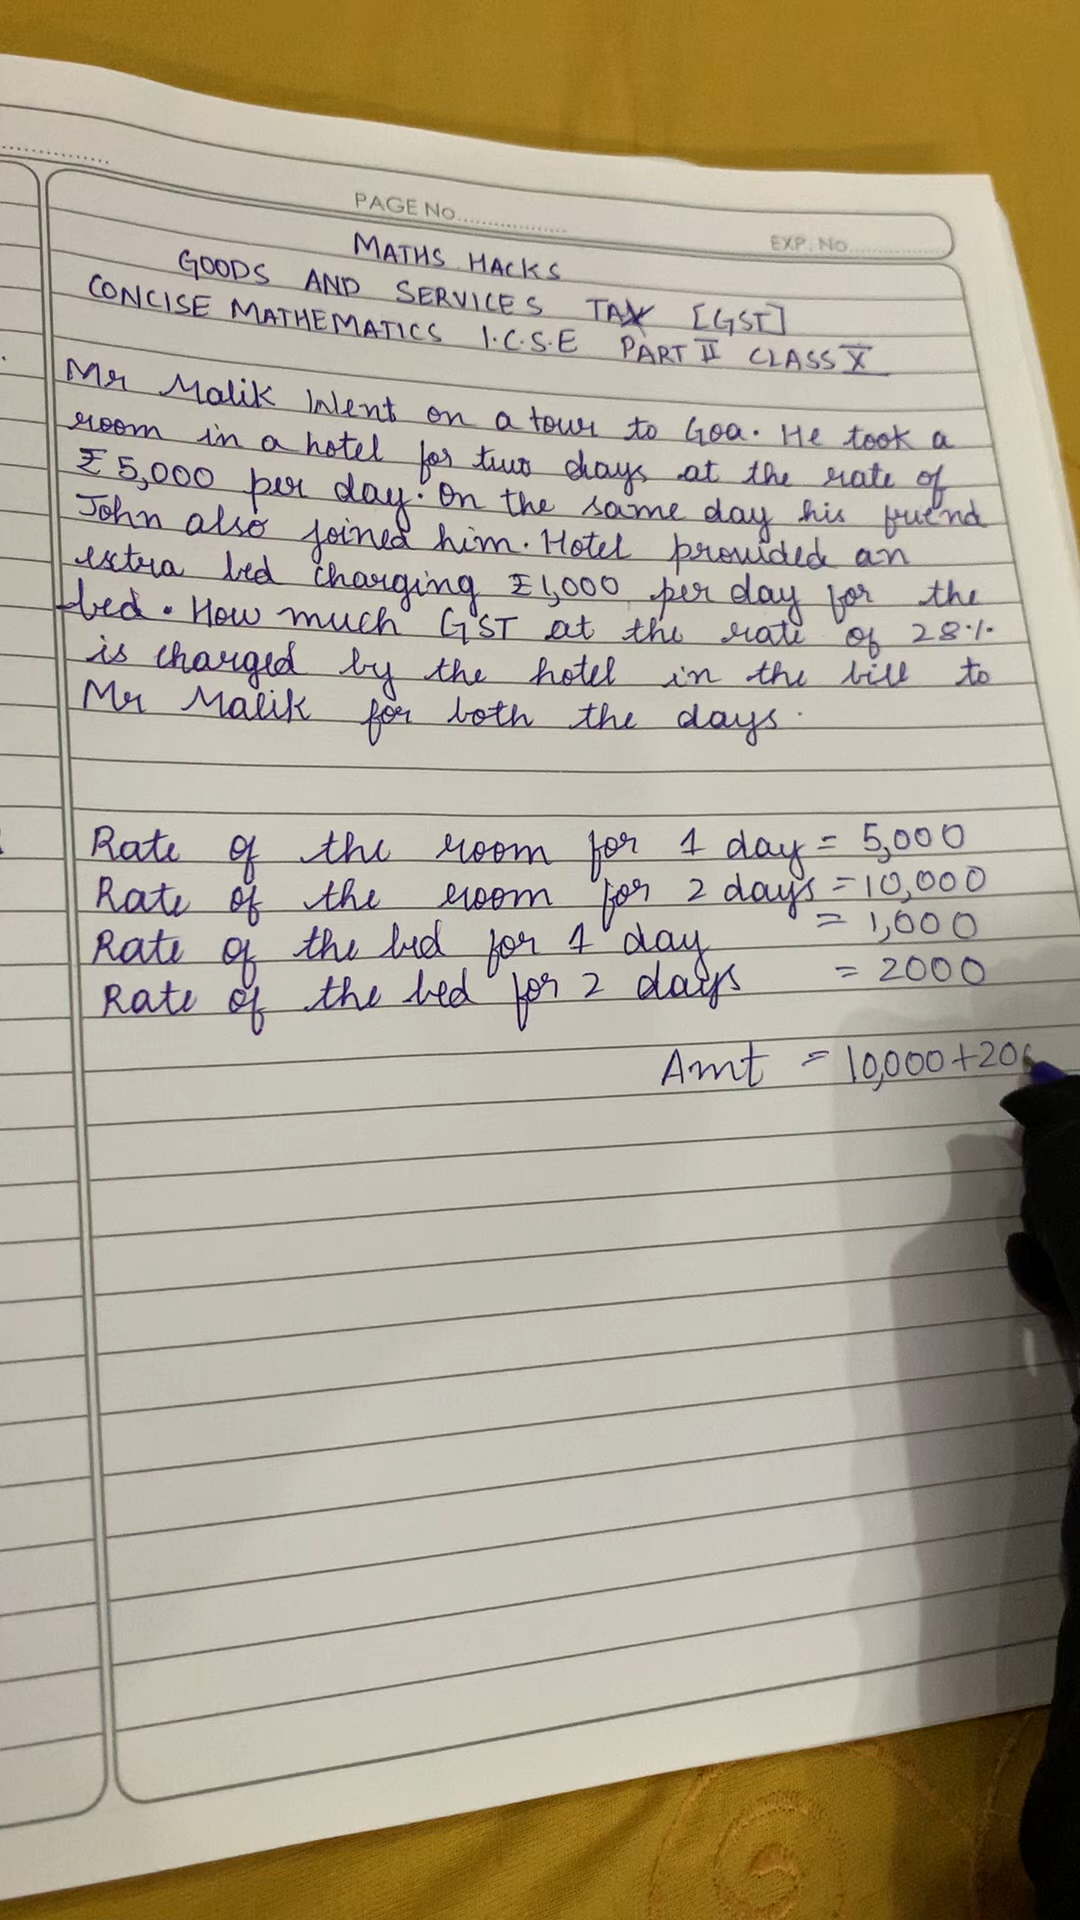 PAGE No.
EXP. No.
MATHS HACKS
GOODS AND SERVICES TAX [GST]
CONCISE MATHEMATICS I.C.S.E PART II CLASS X
Mr Malik Went on a tour to Goa. He took a
room in a hotel for two days at the rate of
₹5,000 per day. On the same day his friend
John also joined him. Hotel provided an
extra bed charging ₹1,000 per day for the
bed. How much GST at the rate of 28%
is charged by the hotel in the bill to
Mr Malik for both the days.
Rate of the room for 1 day = 5,000
Rate of the room for 2 days = 10,000
Rate of the bed for 1 day = 1,000
Rate of the bed for 2 days = 2000
Amt = 10,000+200